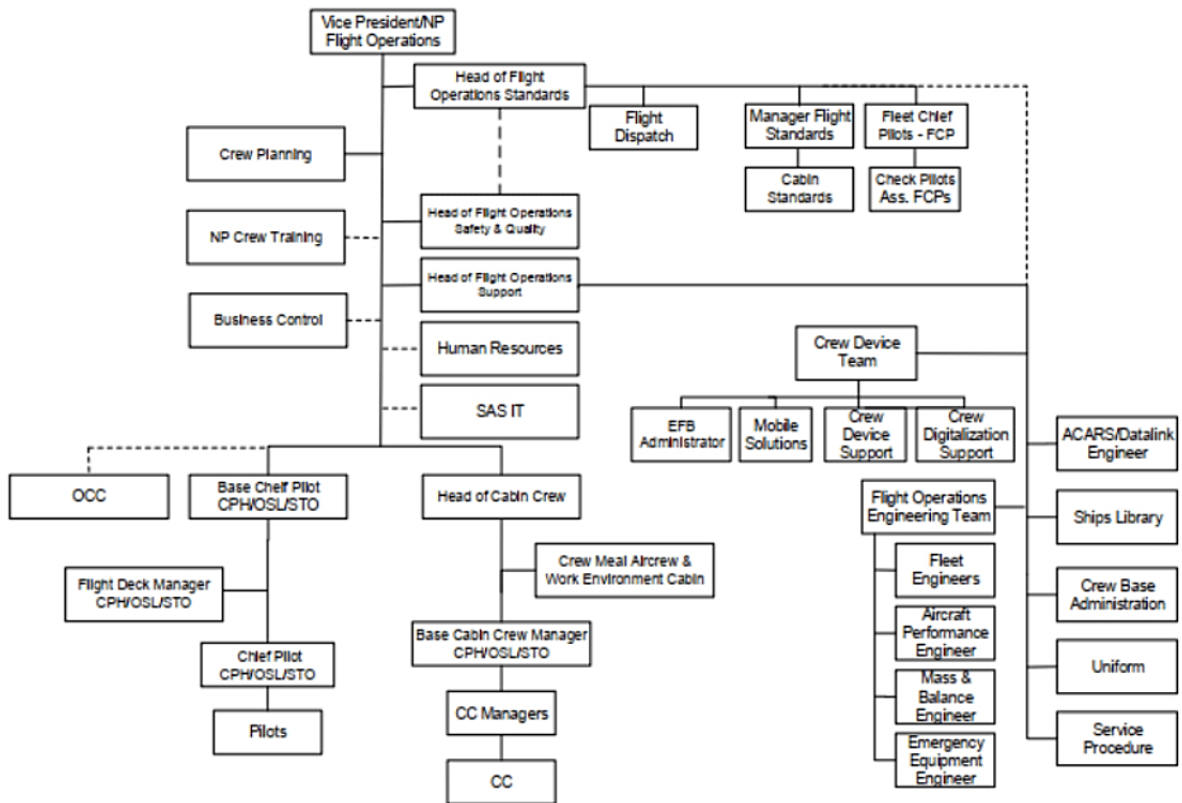 Vice President/NP
Flight Operations
Head of Flight
Operations Standards
Flight
Dispatch
Manager Flight
Standards
Fleet Chief
Pilots - FCP
Crew Planning
Cabin
Standards
Check Pilots
Ass. FCPs
Head of Flight Operations
Safety & Quality
NP Crew Training
Head of Flight Operations
Support
Business Control
Human Resources
Crew Device
Team
SAS IT
EFB
Administrator
Mobile
Solutions
Crew
Device
Support
Crew
Digitalization
Support
ACARS/Datalink
Engineer
OCC
Base Cheif Pilot
CPH/OSL/STO
Head of Cabin Crew
Flight Operations
Engineering Team
Ships Library
Flight Deck Manager
CPH/OSL/STO
Crew Meal Aircrew &
Work Environment Cabin
Fleet
Engineers
Crew Base
Administration
Aircraft
Performance
Engineer
Chief Pilot
CPH/OSL/STO
Base Cabin Crew Manager
CPH/OSL/STO
Uniform
Mass &
Balance
Engineer
Pilots
CC Managers
Service
Procedure
Emergency
Equipment
Engineer
CC